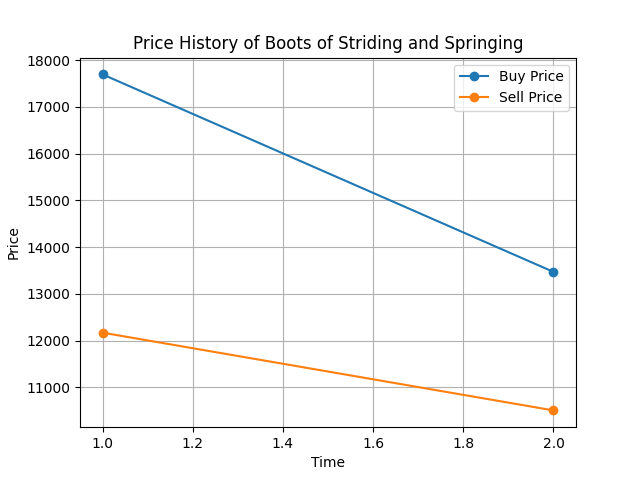 Price History of Boots of Striding and Springing
Buy Price
Sell Price
18000
17000
16000
15000
14000
13000
12000
11000
Price
1.0 1.2 1.4 1.6 1.8 2.0
Time